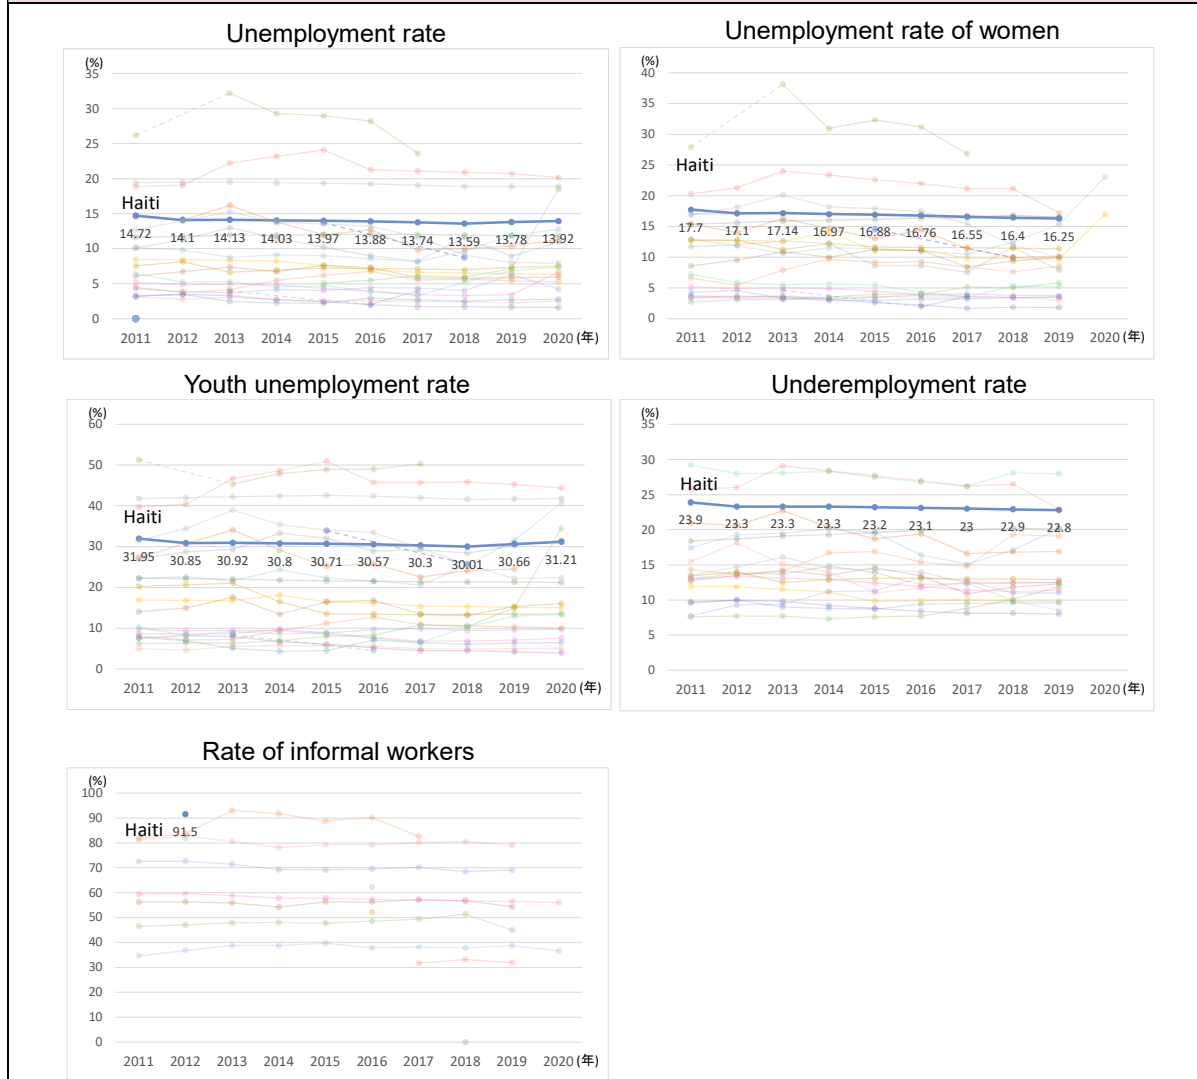 Unemployment rate
(%)
35
30
25
20
15
10
5
0
Haiti
14.72 14.1 14.13 14.03 13.97 13.88 13.74 13.59 13.78 13.92
2011 2012 2013 2014 2015 2016 2017 2018 2019 2020 (年)
Unemployment rate of women
(%)
40
35
30
25
20
15
10
5
0
Haiti
17.7 17.1 17.14 16.97 16.88 16.76 16.55 16.4 16.25
2011 2012 2013 2014 2015 2016 2017 2018 2019 2020 (年)
Youth unemployment rate
(%)
60
50
40
30
20
10
0
Haiti
31.95 30.85 30.92 30.8 30.71 30.57 30.3 30.01 30.66 31.21
2011 2012 2013 2014 2015 2016 2017 2018 2019 2020 (年)
Underemployment rate
(%)
35
30
25
20
15
10
5
0
Haiti
23.9 23.3 23.3 23.3 23.2 23.1 23 22.9 22.8
2011 2012 2013 2014 2015 2016 2017 2018 2019 2020 (年)
Rate of informal workers
(%)
100
90
80
70
60
50
40
30
20
10
0
Haiti 91.5
2011 2012 2013 2014 2015 2016 2017 2018 2019 2020 (年)